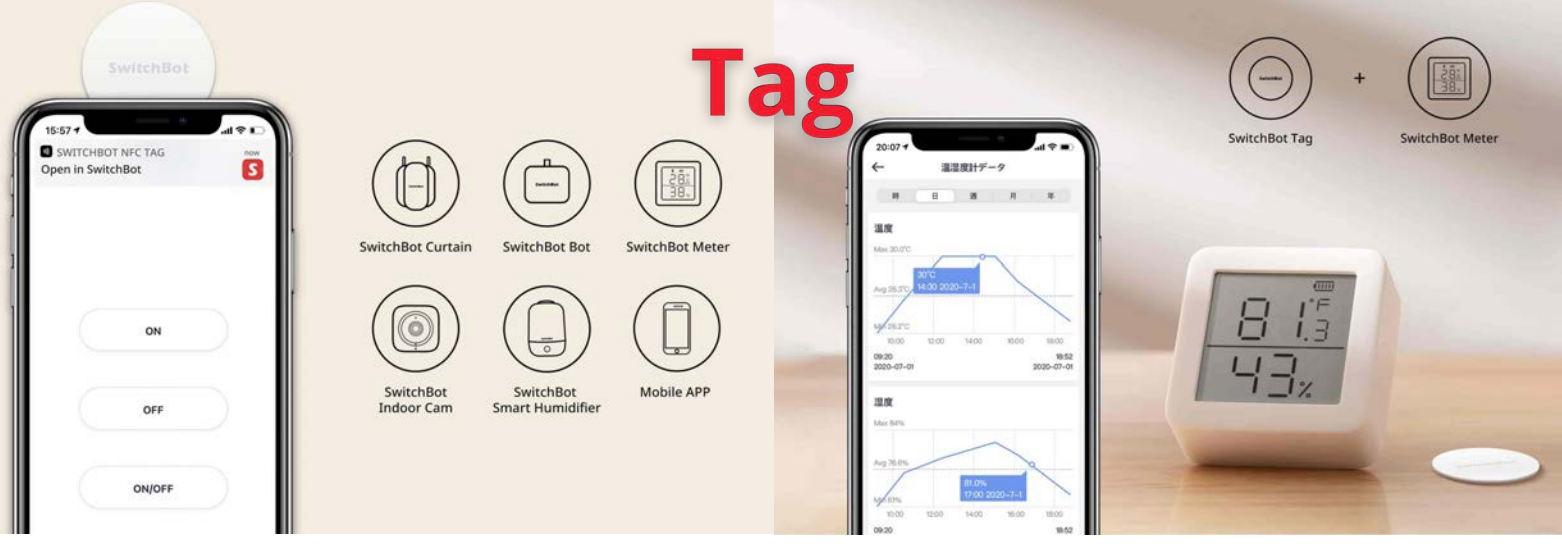 SwitchBot
15:57
SWITCHBOT NFC TAG
now
Open in SwitchBot
S
ON
OFF
ON/OFF
SwitchBot Curtain
SwitchBot Bot
SwitchBot Meter
SwitchBot
Indoor Cam
SwitchBot
Smart Humidifier
Mobile APP
Tag
20:07
温湿度計データ
時 日 週 月 年
温度
Max 30.0°C
30°C
14:30 2020-7-1
Avg 28.3°C
Min 28.2°C
10:00 12:00 14:00 16:00 18:00
09:20 18:52
2020-07-01 2020-07-01
湿度
Max 84%
Avg 76.6%
81.0%
17:00 2020-7-1
Min 61%
10:00 12:00 14:00 16:00 18:00
09:20 18:52
SwitchBot
+
28
38
SwitchBot Tag
SwitchBot Meter
81.3°F
43%